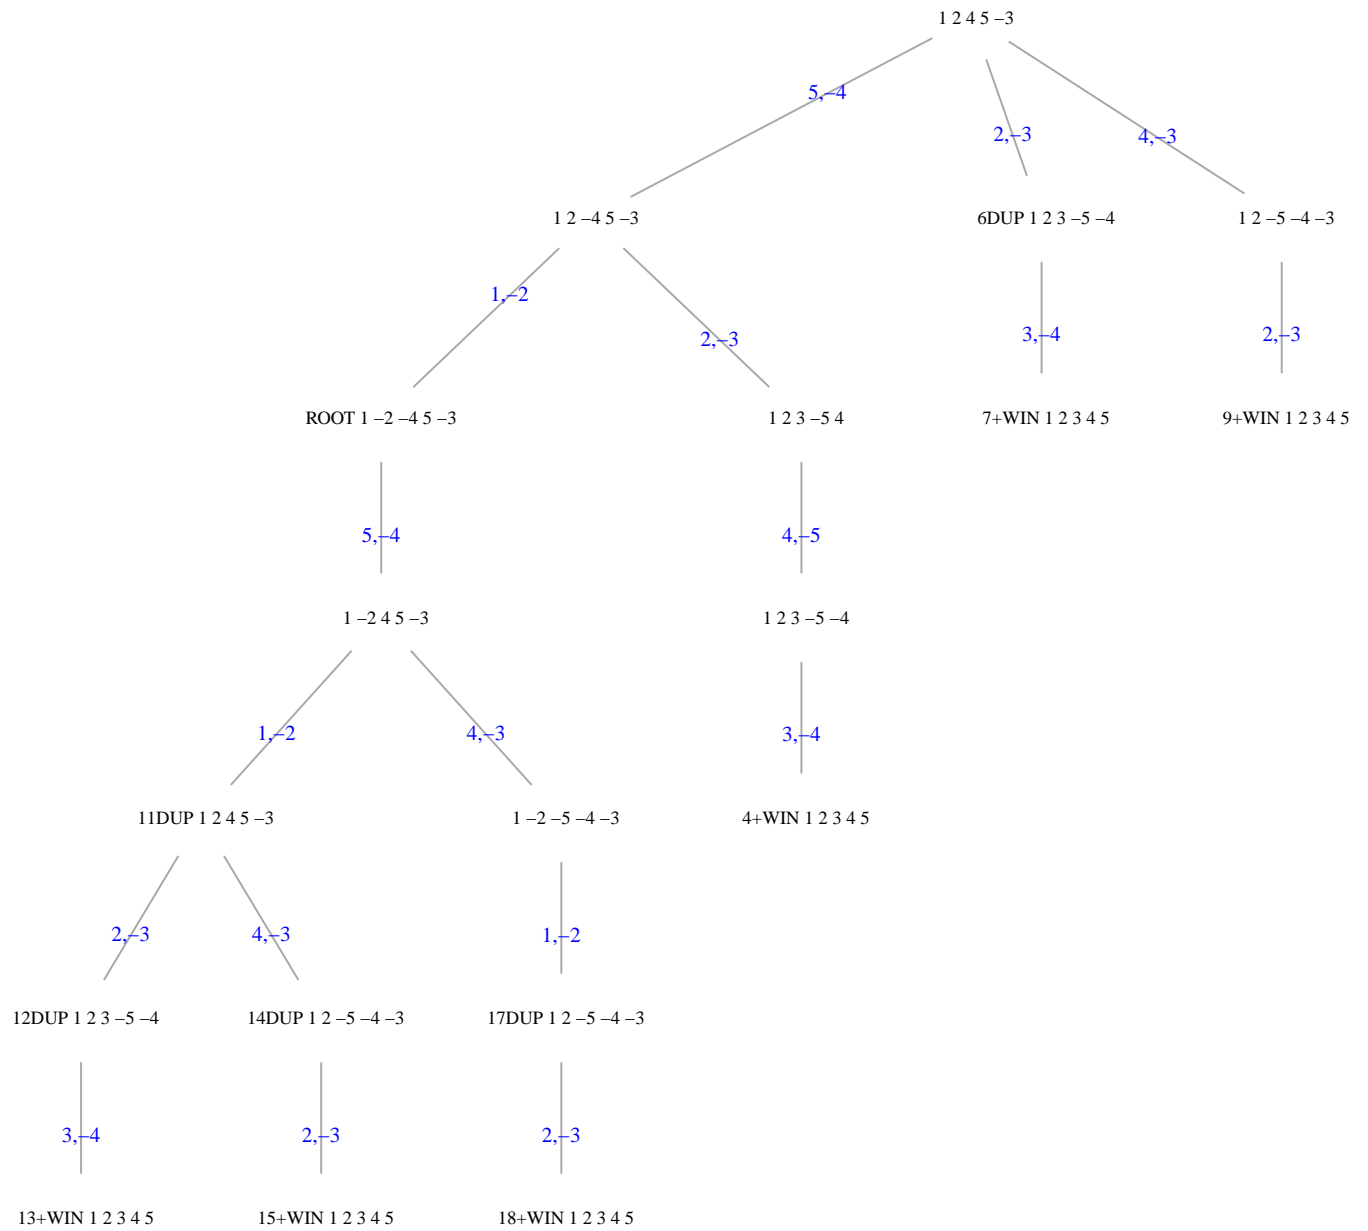 1 2 4 5 –3
5,–4
2,–3
4,–3
1 2 –4 5 –3
6DUP 1 2 3 –5 –4
1 2 –5 –4 –3
1,–2
2,–3
3,–4
2,–3
ROOT 1 –2 –4 5 –3
1 2 3 –5 4
7+WIN 1 2 3 4 5
9+WIN 1 2 3 4 5
5,–4
4,–5
1 –2 4 5 –3
1 2 3 –5 –4
1,–2
4,–3
3,–4
11DUP 1 2 4 5 –3
1 –2 –5 –4 –3
4+WIN 1 2 3 4 5
2,–3
4,–3
1,–2
12DUP 1 2 3 –5 –4
14DUP 1 2 –5 –4 –3
17DUP 1 2 –5 –4 –3
3,–4
2,–3
2,–3
13+WIN 1 2 3 4 5
15+WIN 1 2 3 4 5
18+WIN 1 2 3 4 5